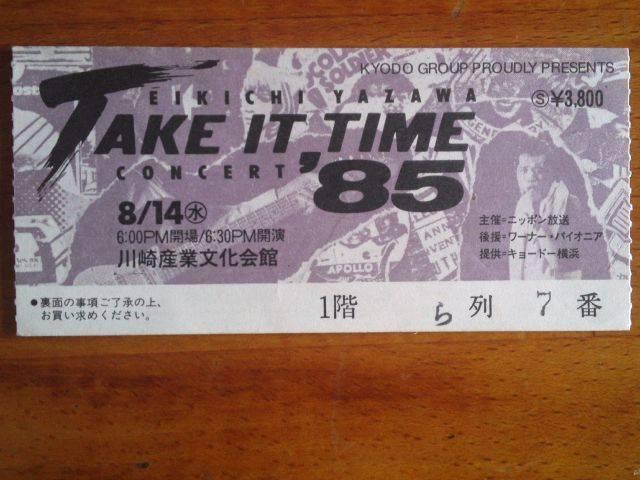 KYODO GROUP PROUDLY PRESENTS
EIKICHI YAZAWA
Ⓢ¥3,800
TAKE IT, TIME
CONCERT '85
8/14㊌
6:00PM開場/6:30PM開演
川崎産業文化会館
主催=ニッポン放送
後援=ワーナー・パイオニア
提供=キョードー横浜
APOLLO
●裏面の事項ご了承の上、
お買い求めください。
1階 ら列 7番